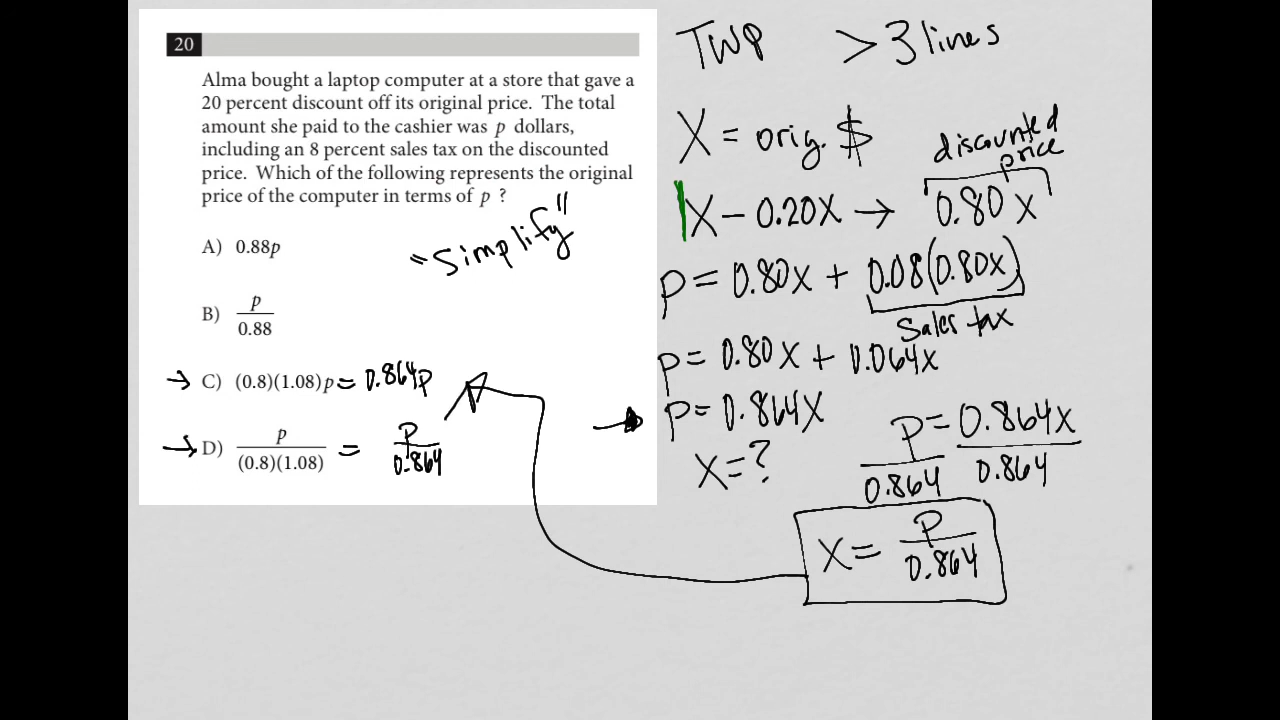 20
Alma bought a laptop computer at a store that gave a
20 percent discount off its original price. The total
amount she paid to the cashier was p dollars,
including an 8 percent sales tax on the discounted
price. Which of the following represents the original
price of the computer in terms of p ?
"Simplify"
A) 0.88p
B) p
0.88
→ C) (0.8)(1.08)p = 0.864p
→ D) p
(0.8)(1.08)
= p
0.864
TWP > 3 lines
X = orig. $
discounted
price
1X - 0.20X → 0.80X
p = 0.80X + 0.08(0.80X)
Sales tax
p = 0.80X + 0.064X
→ p = 0.864X
X = ?
p = 0.864X
0.864 0.864
X = p
0.864